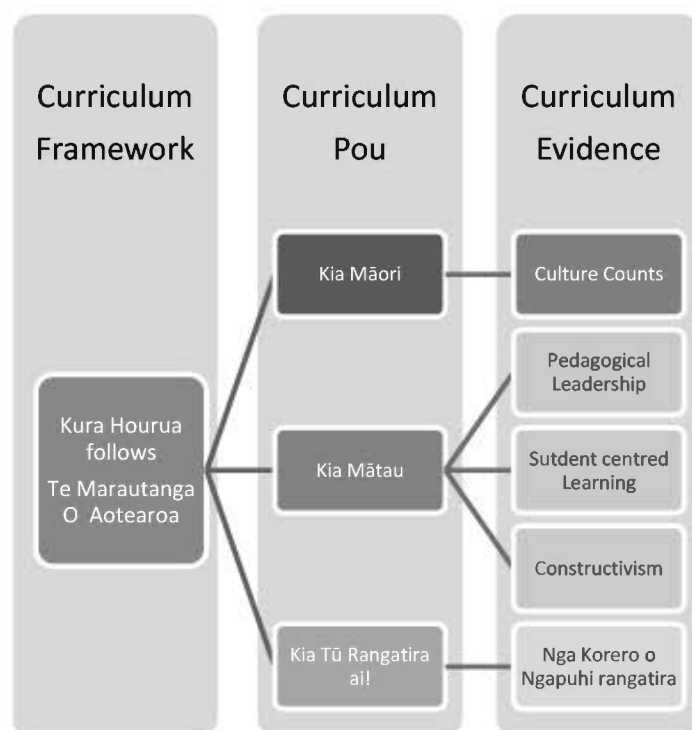 Curriculum
Framework
Kura Hourua
follows
Te Marautanga
O Aotearoa
Curriculum
Pou
Kia Māori
Kia Mātau
Kia Tū Rangatira
ai!
Curriculum
Evidence
Culture Counts
Pedagogical
Leadership
Sutdent centred
Learning
Constructivism
Nga Korero o
Ngapuhi rangatira